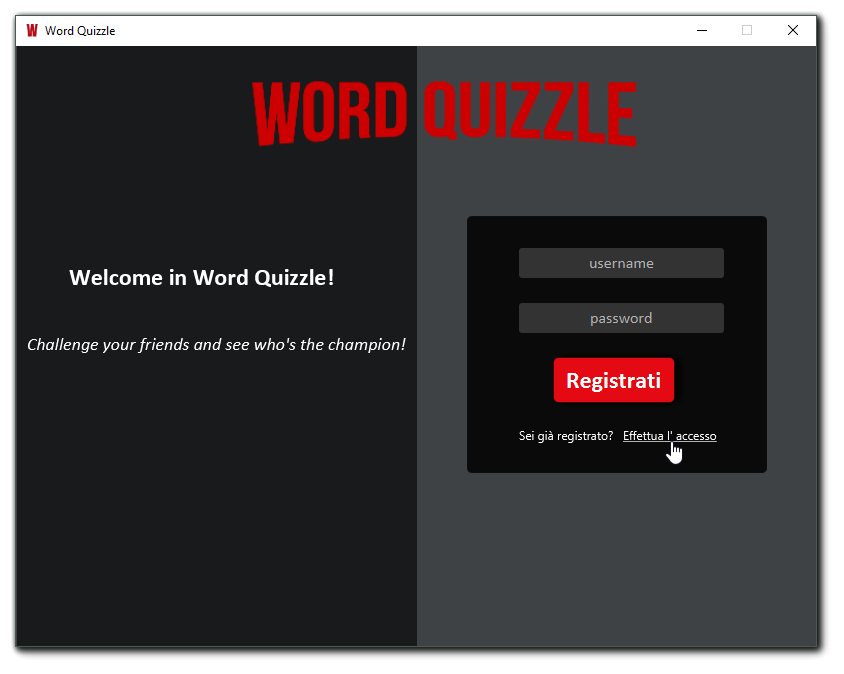 W Word Quizzle
WORD QUIZZLE
Welcome in Word Quizzle!
Challenge your friends and see who's the champion!
username
password
Registrati
Sei già registrato? Effettua l' accesso